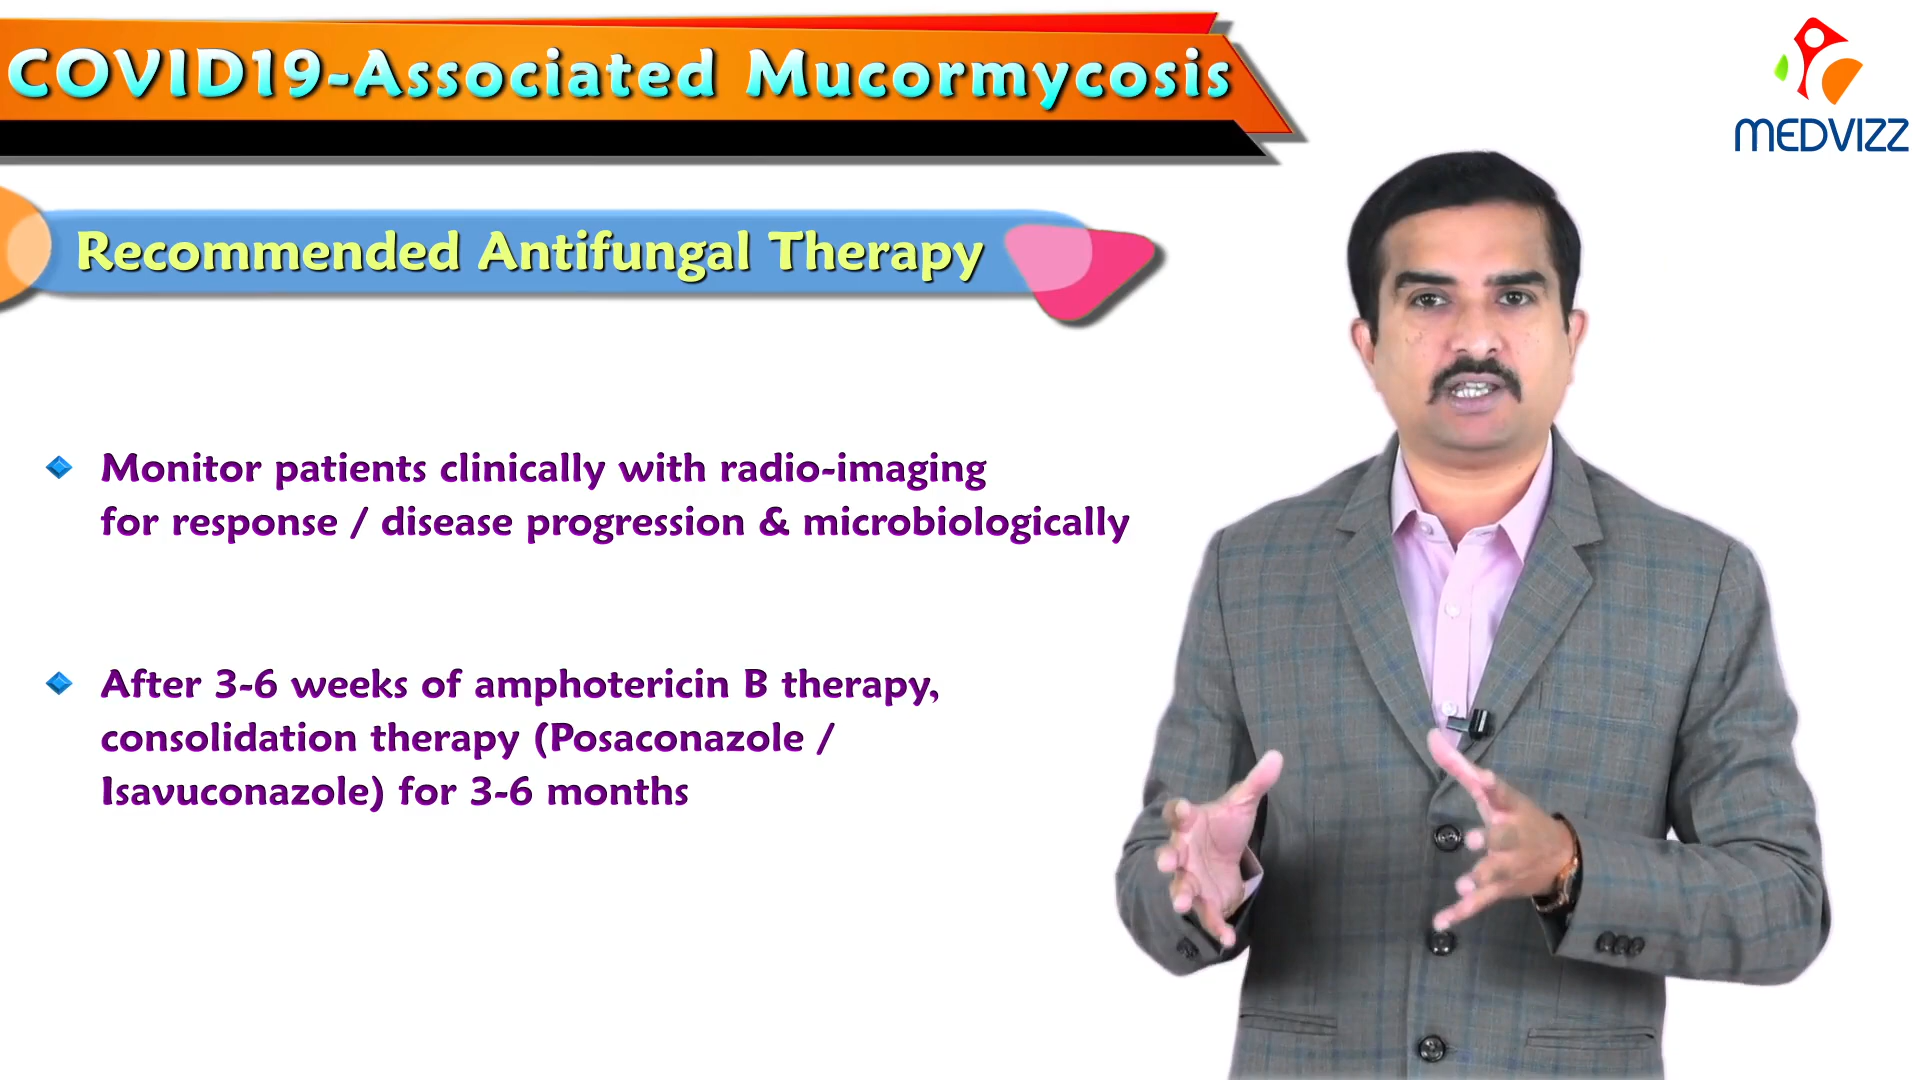 COVID19-Associated Mucormycosis
MEDVIZZ
Recommended Antifungal Therapy
Monitor patients clinically with radio-imaging
for response / disease progression & microbiologically
After 3-6 weeks of amphotericin B therapy,
consolidation therapy (Posaconazole /
Isavuconazole) for 3-6 months